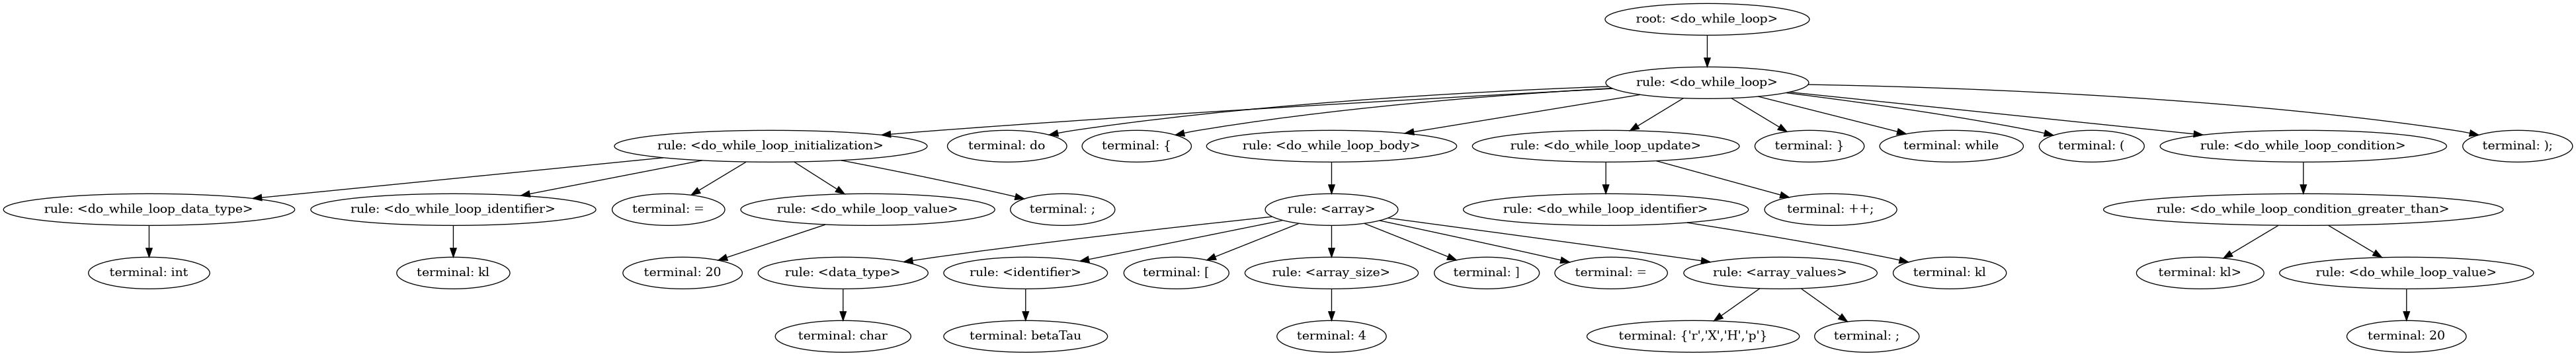 root: <do_while_loop>
rule: <do_while_loop>
rule: <do_while_loop_initialization>
terminal: do
terminal: {
rule: <do_while_loop_body>
rule: <do_while_loop_update>
terminal: }
terminal: while
terminal: (
rule: <do_while_loop_condition>
terminal: );
rule: <do_while_loop_data_type>
rule: <do_while_loop_identifier>
terminal: =
rule: <do_while_loop_value>
terminal: ;
rule: <array>
rule: <do_while_loop_identifier>
terminal: ++;
rule: <do_while_loop_condition_greater_than>
terminal: int
terminal: kl
terminal: 20
rule: <data_type>
rule: <identifier>
terminal: [
rule: <array_size>
terminal: ]
terminal: =
rule: <array_values>
terminal: kl
terminal: kl>
rule: <do_while_loop_value>
terminal: char
terminal: betaTau
terminal: 4
terminal: {'r','X','H','p'}
terminal: ;
terminal: 20